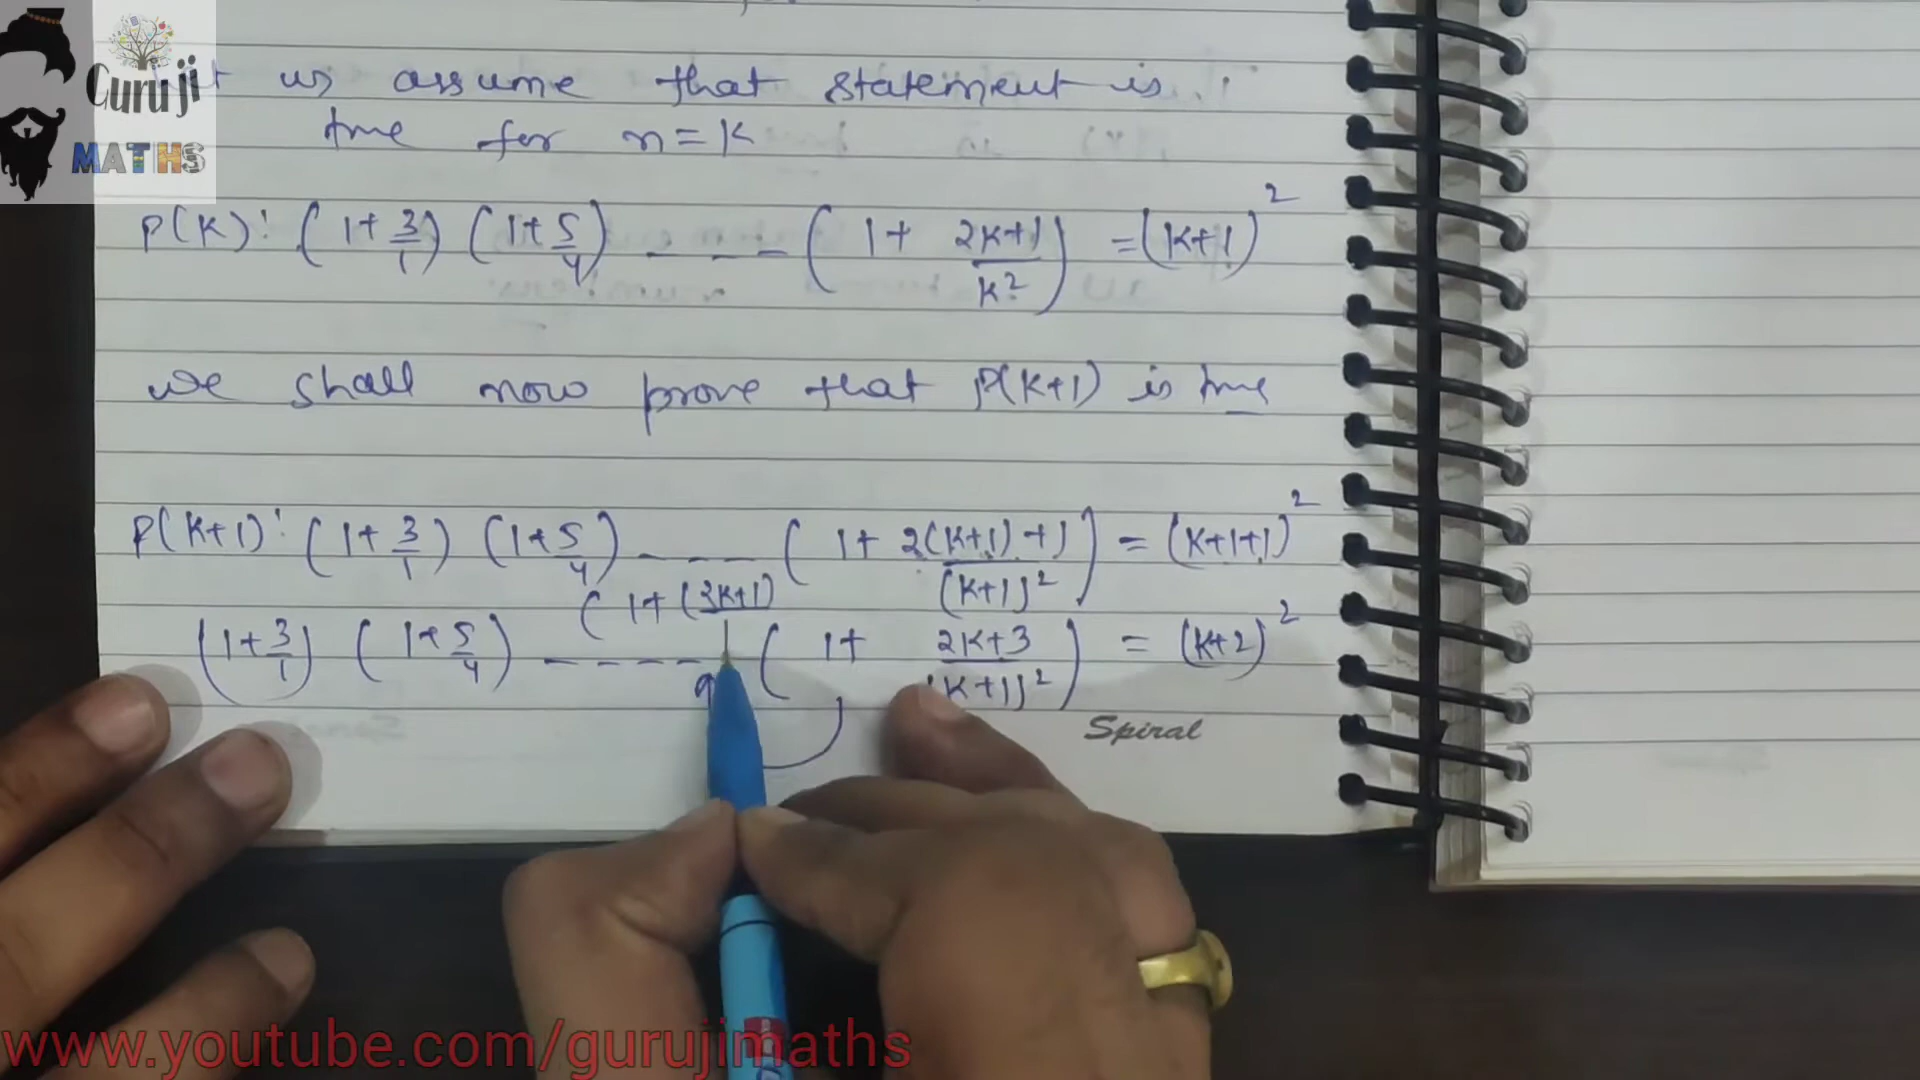 Guru ji
MATHS
us assume that statement is
true for n = k
P(k): (1+3/1) (1+5/4) - - - (1+ 2k+1/k²) = (k+1)²
we shall now prove that P(k+1) is true
P(k+1): (1+3/1) (1+5/4) - - - (1+ 2(k+1)+1/(k+1)²) = (k+1+1)²
(1+(2k+1)
(1+3/1) (1+5/4) - - - - (1+ 2k+3/(k+1)²) = (k+2)²
Spiral
www.youtube.com/gurujimaths